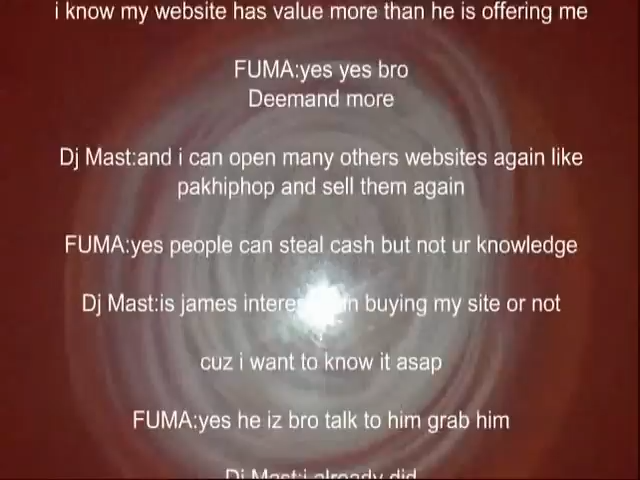 i know my website has value more than he is offering me
FUMA:yes yes bro
Deemand more
Dj Mast:and i can open many others websites again like
pakhiphop and sell them again
FUMA:yes people can steal cash but not ur knowledge
Dj Mast:is james in buying my site or not
cuz i want to know it asap
FUMA:yes he iz bro talk to him grab him
Dj Mast:i already did